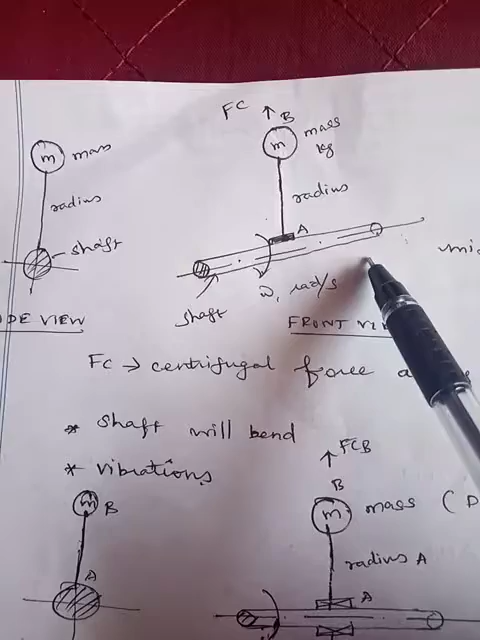 FC
B
m
mass
m
mass
kg
radius
radius
A
shaft
ω, rad/s
shaft
DE VIEW
FRONT VI
FC → centrifugal force a
* shaft will bend
* vibrations
FCB
B
m
B
m
mass (D
radius A
A
A